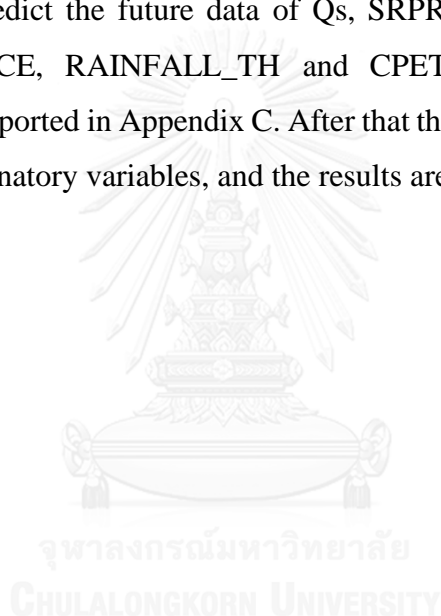 edict the future data of Qs, SRPR
CE, RAINFALL_TH and CPET
ported in Appendix C. After that th
natory variables, and the results are
จุฬาลงกรณ์มหาวิทยาลัย
CHULALONGKORN UNIVERSITY